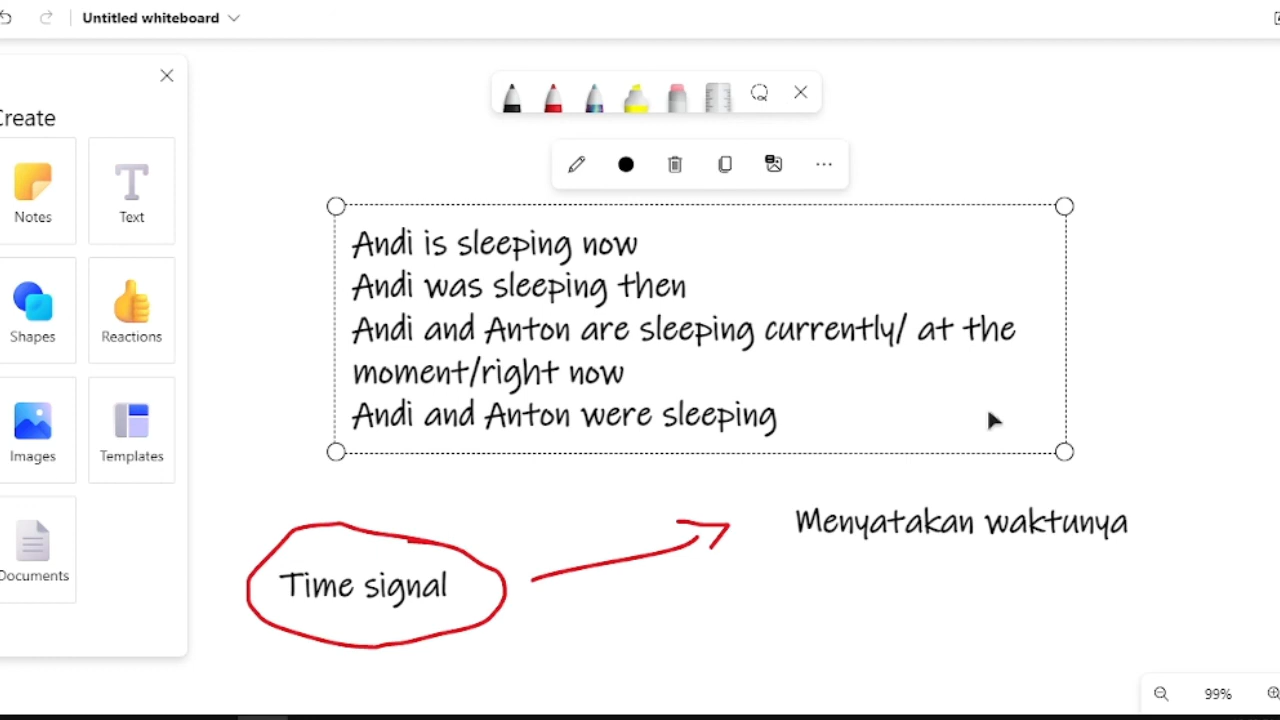 Untitled whiteboard
Create
Notes
Text
Shapes
Reactions
Images
Templates
Documents
Andi is sleeping now
Andi was sleeping then
Andi and Anton are sleeping currently/ at the
moment/right now
Andi and Anton were sleeping
Time signal
Menyatakan waktunya
99%